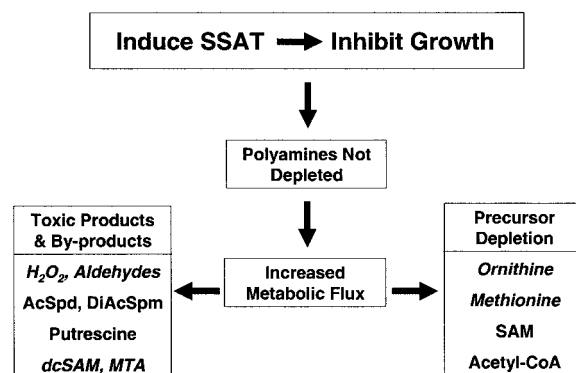 Induce SSAT → Inhibit Growth
Polyamines Not
Depleted
Increased
Metabolic Flux
Toxic Products
& By-products
H₂O₂, Aldehydes
AcSpd, DiAcSpm
Putrescine
dcSAM, MTA
Precursor
Depletion
Ornithine
Methionine
SAM
Acetyl-CoA